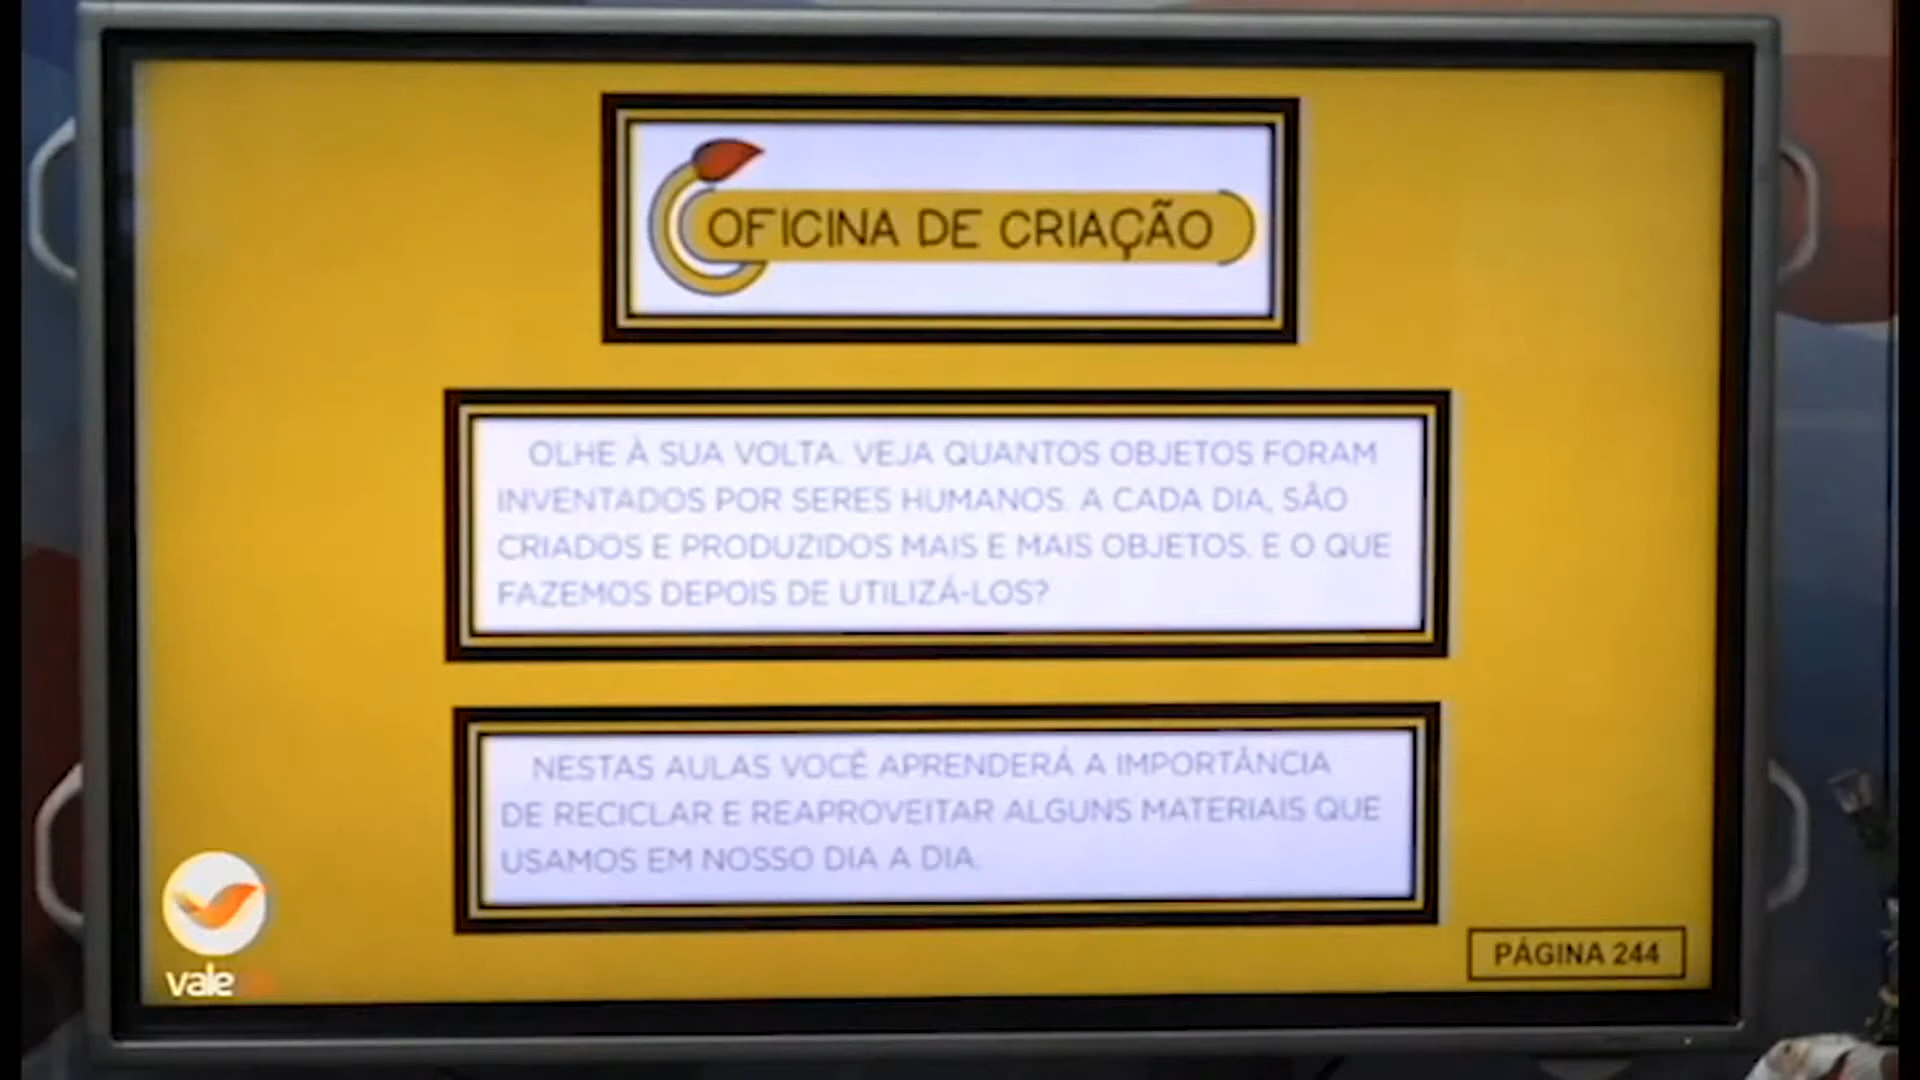 OFICINA DE CRIAÇÃO
OLHE À SUA VOLTA. VEJA QUANTOS OBJETOS FORAM
INVENTADOS POR SERES HUMANOS. A CADA DIA, SÃO
CRIADOS E PRODUZIDOS MAIS E MAIS OBJETOS. E O QUE
FAZEMOS DEPOIS DE UTILIZÁ-LOS?
NESTAS AULAS VOCÊ APRENDERÁ A IMPORTÂNCIA
DE RECICLAR E REAPROVEITAR ALGUNS MATERIAIS QUE
USAMOS EM NOSSO DIA A DIA.
vale
PÁGINA 244